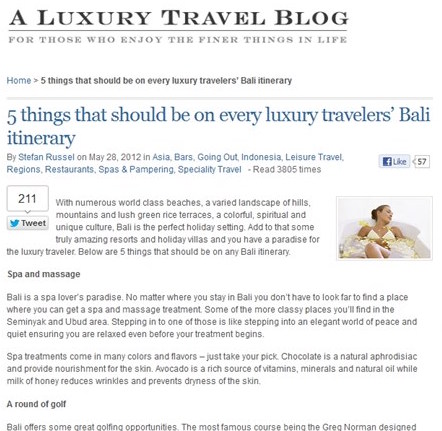 A LUXURY TRAVEL BLOG
FOR THOSE WHO ENJOY THE FINER THINGS IN LIFE
Home > 5 things that should be on every luxury travelers' Bali itinerary
5 things that should be on every luxury travelers' Bali
itinerary
By Stefan Russel on May 28, 2012 in Asia, Bars, Going Out, Indonesia, Leisure Travel,
Regions, Restaurants, Spas & Pampering, Speciality Travel - Read 3805 times
Like 57
211
Tweet
With numerous world class beaches, a varied landscape of hills,
mountains and lush green rice terraces, a colorful, spiritual and
unique culture, Bali is the perfect holiday setting. Add to that some
truly amazing resorts and holiday villas and you have a paradise for
the luxury traveler. Below are 5 things that should be on any Bali itinerary.
Spa and massage
Bali is a spa lover's paradise. No matter where you stay in Bali you don't have to look far to find a place
where you can get a spa and massage treatment. Some of the more classy places you'll find in the
Seminyak and Ubud area. Stepping in to one of those is like stepping into an elegant world of peace and
quiet ensuring you are relaxed even before your treatment begins.
Spa treatments come in many colors and flavors – just take your pick. Chocolate is a natural aphrodisiac
and provide nourishment for the skin. Avocado is a rich source of vitamins, minerals and natural oil while
milk of honey reduces wrinkles and prevents dryness of the skin.
A round of golf
Bali offers some great golfing opportunities. The most famous course being the Greg Norman designed